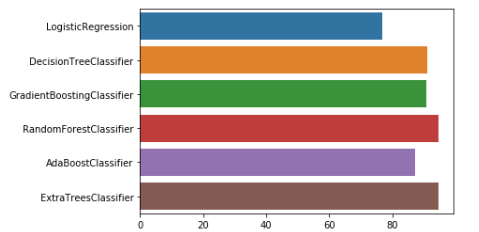 LogisticRegression
DecisionTreeClassifier
GradientBoostingClassifier
RandomForestClassifier
AdaBoostClassifier
ExtraTreesClassifier
0 20 40 60 80